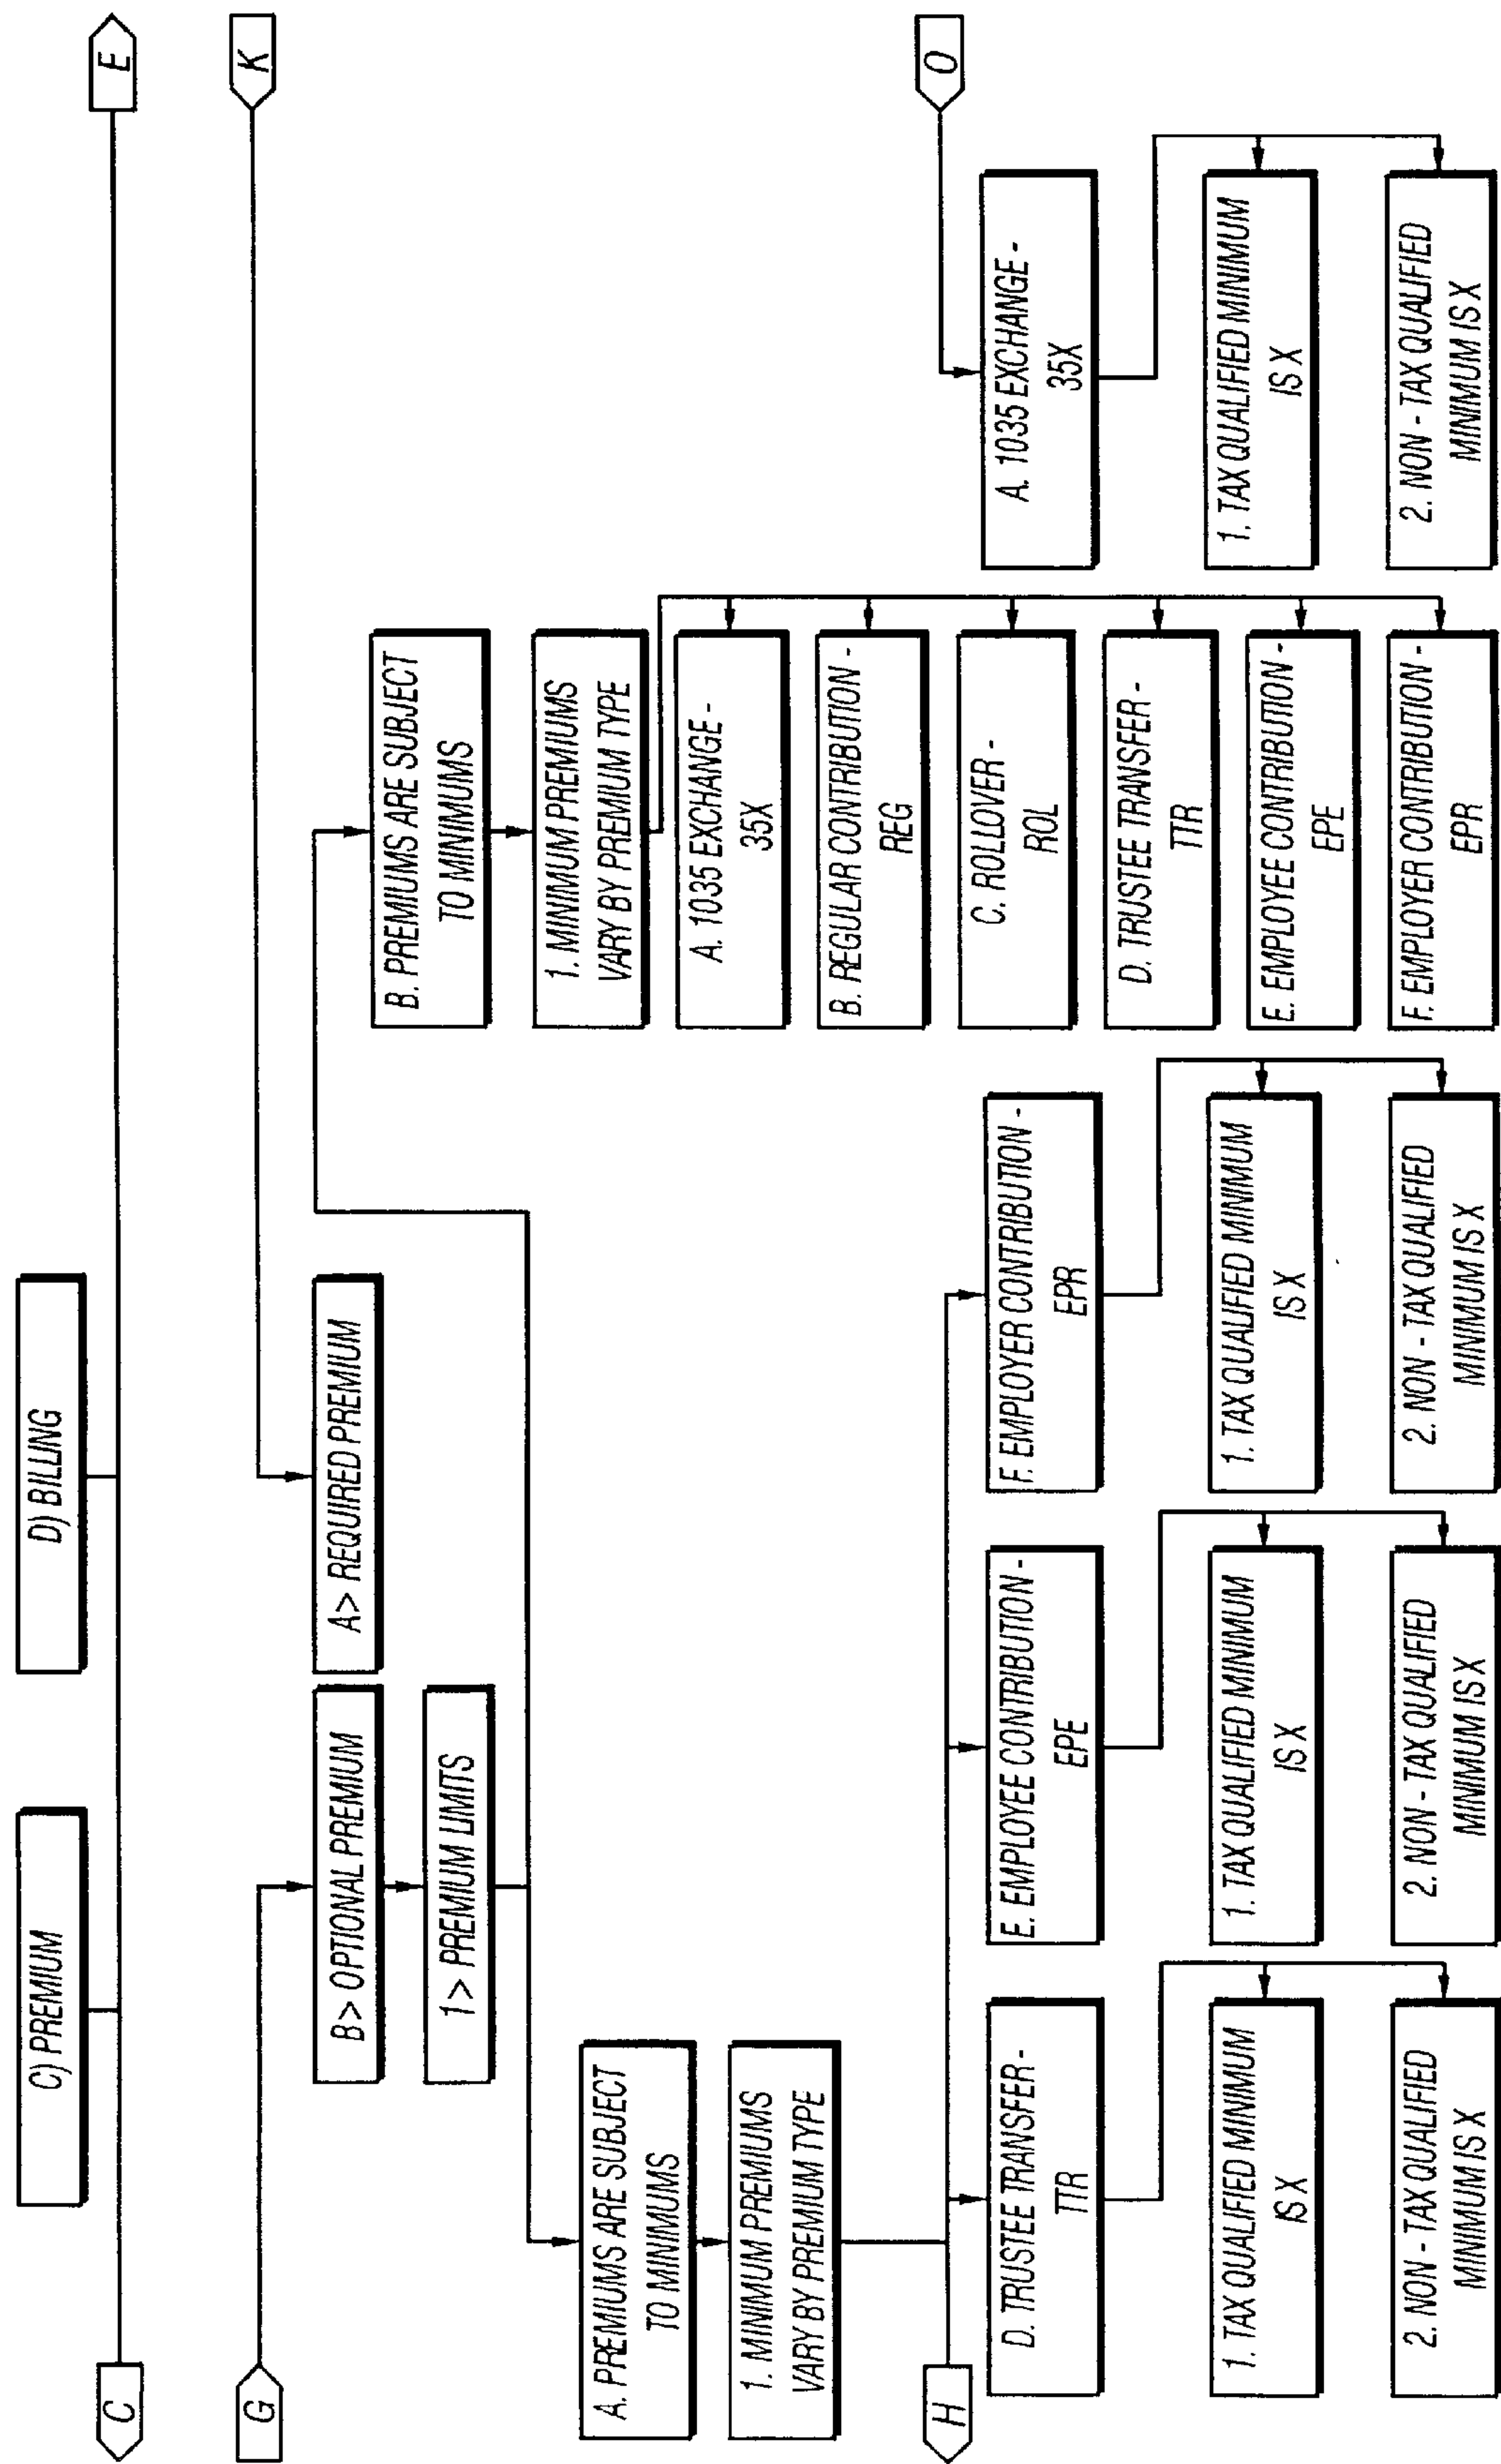 C) PREMIUM
D) BILLING
C
E
G
K
B> OPTIONAL PREMIUM
A> REQUIRED PREMIUM
1> PREMIUM LIMITS
A. PREMIUMS ARE SUBJECT
TO MINIMUMS
1. MINIMUM PREMIUMS
VARY BY PREMIUM TYPE
B. PREMIUMS ARE SUBJECT
TO MINIMUMS
1. MINIMUM PREMIUMS
VARY BY PREMIUM TYPE
A. 1035 EXCHANGE -
35X
B. REGULAR CONTRIBUTION -
REG
C. ROLLOVER -
ROL
D. TRUSTEE TRANSFER -
TTR
E. EMPLOYEE CONTRIBUTION -
EPE
F. EMPLOYER CONTRIBUTION -
EPR
H
D. TRUSTEE TRANSFER -
TTR
1. TAX QUALIFIED MINIMUM
IS X
2. NON - TAX QUALIFIED
MINIMUM IS X
E. EMPLOYEE CONTRIBUTION -
EPE
1. TAX QUALIFIED MINIMUM
IS X
2. NON - TAX QUALIFIED
MINIMUM IS X
F. EMPLOYER CONTRIBUTION -
EPR
1. TAX QUALIFIED MINIMUM
IS X
2. NON - TAX QUALIFIED
MINIMUM IS X
O
A. 1035 EXCHANGE -
35X
1. TAX QUALIFIED MINIMUM
IS X
2. NON - TAX QUALIFIED
MINIMUM IS X